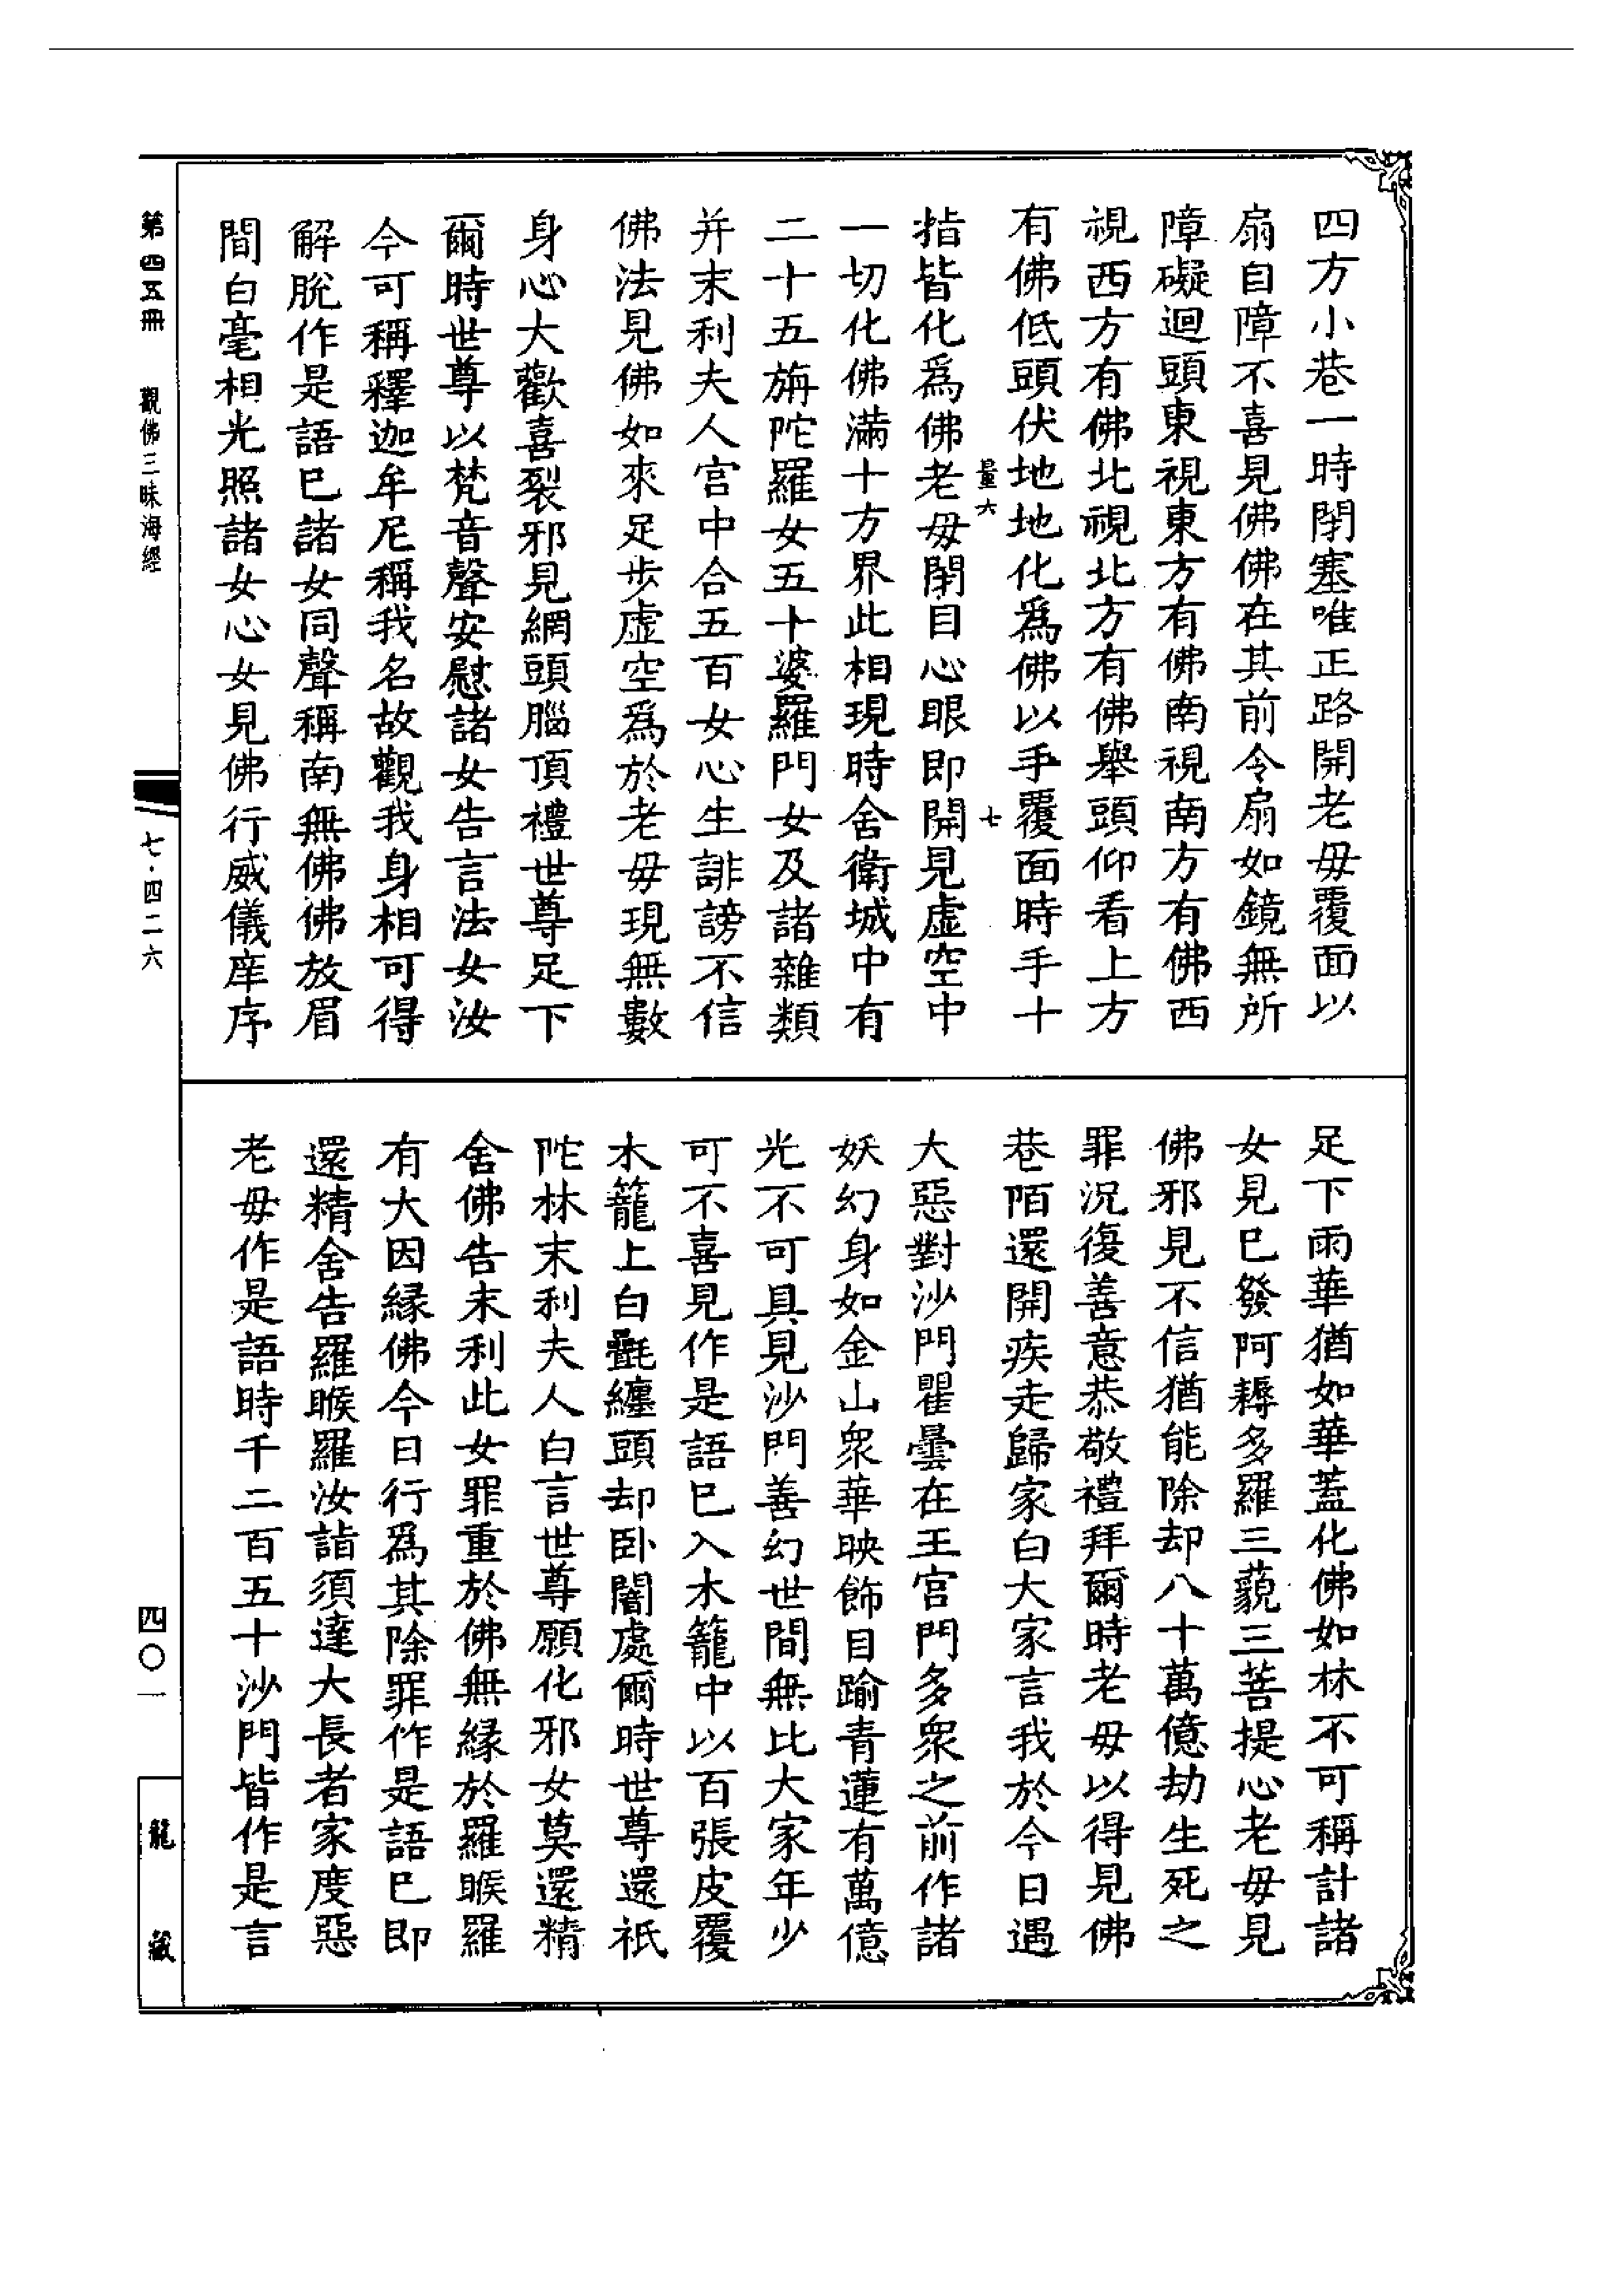 四方小巷一時閉塞唯正路開老毋覆面以
扇自障不喜見佛佛在其前令扇如鏡無所
障礙迴頭東視東方有佛南視南方有佛西
視西方有佛北視北方有佛舉頭仰看上方
有佛低頭伏地地化爲佛以手覆面時手十
量六
七
指皆化爲佛老毋閉目心眼即開見虛空中
一切化佛滿十方界此相現時舍衛城中有
二十五旃陀羅女五十婆羅門女及諸雜類
并末利夫人宮中合五百女心生誹謗不信
佛法見佛如來足步虛空爲於老毋現無數
身心大歡喜裂邪見網頭腦頂禮世尊足下
爾時世尊以梵音聲安慰諸女告言法女汝
今可稱釋迦牟尼稱我名故觀我身相可得
解脫作是語已諸女同聲稱南無佛佛放眉
間白毫相光照諸女心女見佛行威儀庠序
足下雨華猶如華蓋化佛如林不可稱計諸
女見已發阿耨多羅三藐三菩提心老毋見
佛邪見不信猶能除却八十萬億劫生死之
罪況復善意恭敬禮拜爾時老毋以得見佛
巷陌還開疾走歸家白大家言我於今日遇
大惡對沙門瞿曇在王宮門多衆之前作諸
妖幻身如金山衆華映飾目踰青蓮有萬億
光不可具見沙門善幻世間無比大家年少
可不喜見作是語已入木籠中以百張皮覆
木籠上白㲲纏頭却卧闇處爾時世尊還祇
陀林末利夫人白言世尊願化邪女莫還精
舍佛告末利此女罪重於佛無緣於羅睺羅
有大因緣佛今日行爲其除罪作是語已即
還精舍告羅睺羅汝詣須達大長者家度惡
老毋作是語時千二百五十沙門皆作是言
第四五冊 觀佛三昧海經
七·四二六
四〇一
龍藏